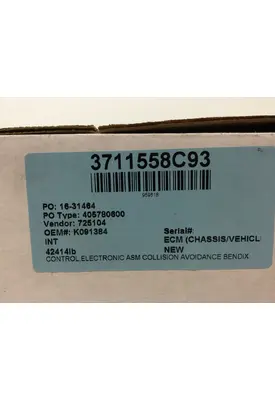 3711558C93
PO: 16-31464
PO Type: 405780600
Vendor: 725104
OEM#: K091384
Serial#
INT
ECM (CHASSIS/VEHICL
42414lb
NEW
CONTROL,ELECTRONIC ASM COLLISION AVOIDANCE BENDIX